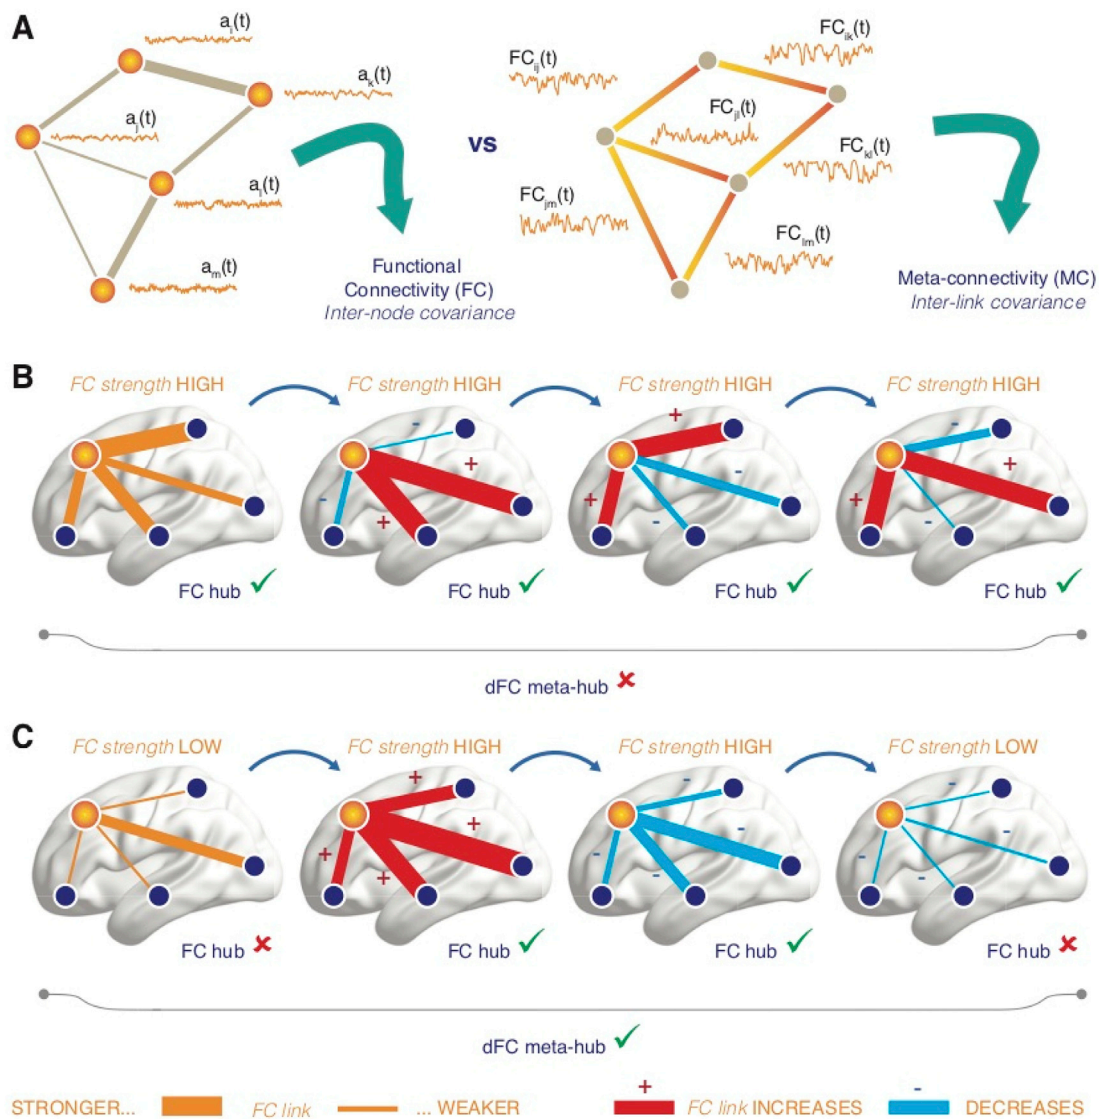 A
a_i(t)
a_k(t)
a_j(t)
a_l(t)
a_m(t)
Functional
Connectivity (FC)
Inter-node covariance
vs
FC_ij(t)
FC_ik(t)
FC_jl(t)
FC_kl(t)
FC_jm(t)
FC_lm(t)
Meta-connectivity (MC)
Inter-link covariance
B
FC strength HIGH
FC strength HIGH
FC strength HIGH
FC strength HIGH
- + - +
+ - + -
- + + -
FC hub ✓
FC hub ✓
FC hub ✓
FC hub ✓
dFC meta-hub ✘
C
FC strength LOW
FC strength HIGH
FC strength HIGH
FC strength LOW
+ + + +
- - - -
- - - -
FC hub ✘
FC hub ✓
FC hub ✓
FC hub ✘
dFC meta-hub ✓
STRONGER... FC link ... WEAKER
+ FC link INCREASES
- DECREASES